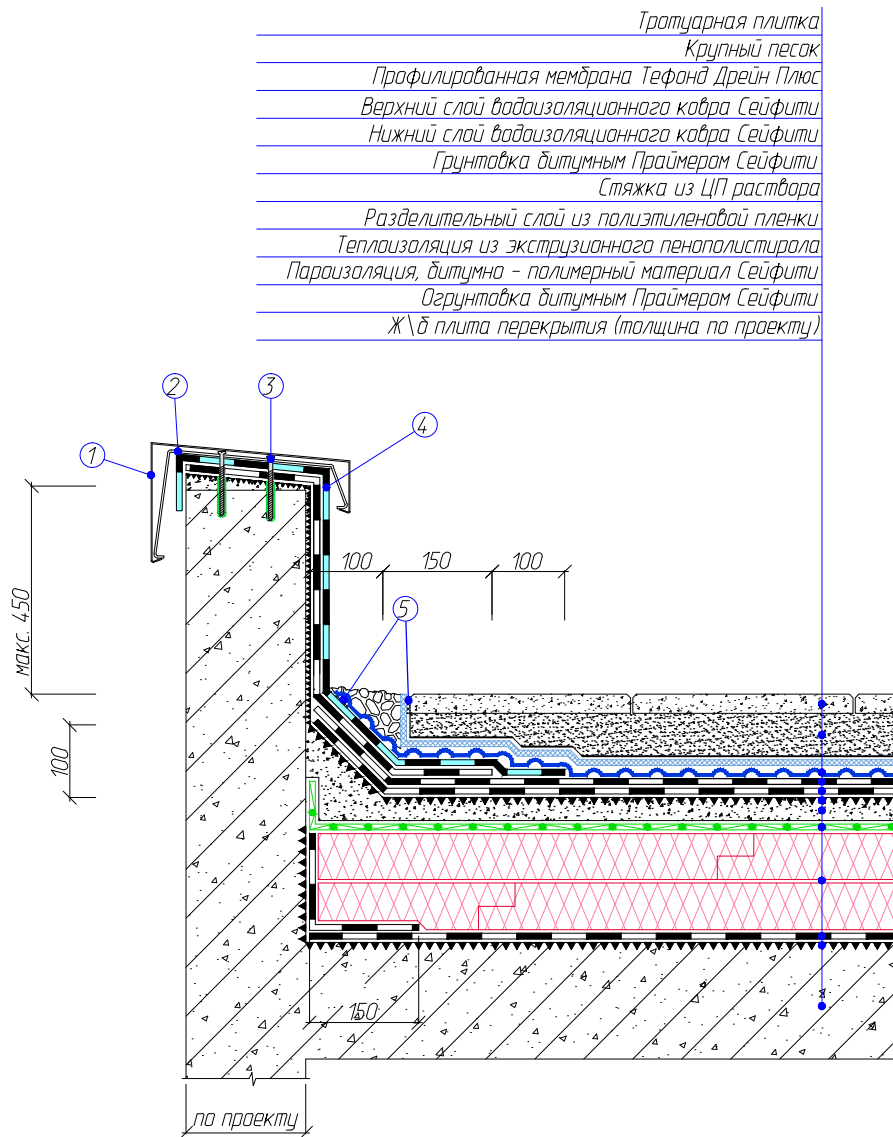 Тротуарная плитка
Крупный песок
Профилированная мембрана Тефонд Дрейн Плюс
Верхний слой водоизоляционного ковра Сейфити
Нижний слой водоизоляционного ковра Сейфити
Грунтовка битумным Праймером Сейфити
Стяжка из ЦП раствора
Разделительный слой из полиэтиленовой пленки
Теплоизоляция из экструзионного пенополистирола
Пароизоляция, битумно - полимерный материал Сейфити
Огрунтовка битумным Праймером Сейфити
Ж\б плита перекрытия (толщина по проекту)
2
3
4
1
100
150
100
макс. 450
5
100
150
по проекту